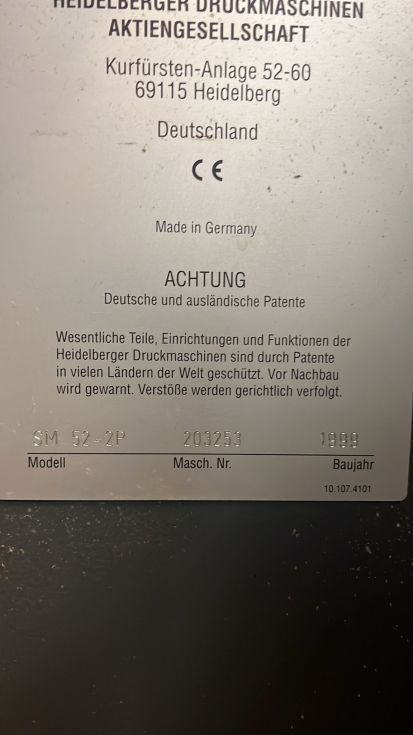 HEIDELBERGER DRUCKMASCHINEN
AKTIENGESELLSCHAFT
Kurfürsten-Anlage 52-60
69115 Heidelberg
Deutschland
CE
Made in Germany
ACHTUNG
Deutsche und ausländische Patente
Wesentliche Teile, Einrichtungen und Funktionen der
Heidelberger Druckmaschinen sind durch Patente
in vielen Ländern der Welt geschützt. Vor Nachbau
wird gewarnt. Verstöße werden gerichtlich verfolgt.
SM 52-2P 203253 1999
Modell Masch. Nr. Baujahr
10.107.4101